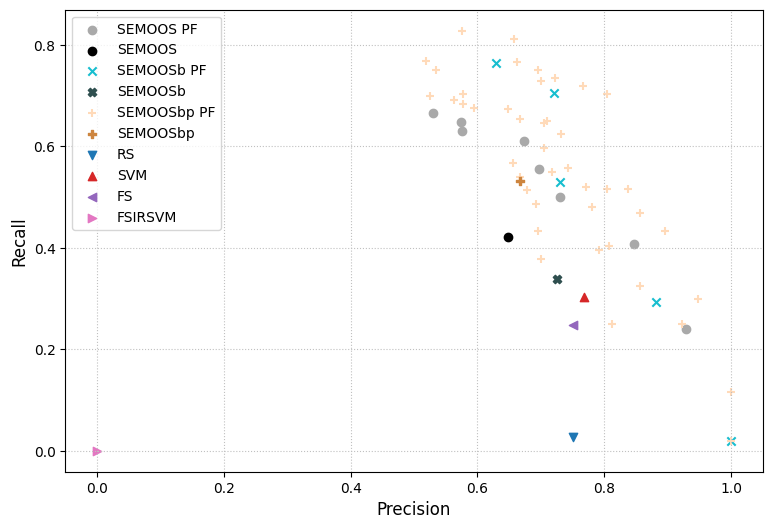 SEMOOS PF
SEMOOS
SEMOOSb PF
SEMOOSb
SEMOOSbp PF
SEMOOSbp
RS
SVM
FS
FSIRSVM
0.8
0.6
0.4
0.2
0.0
Recall
0.0 0.2 0.4 0.6 0.8 1.0
Precision